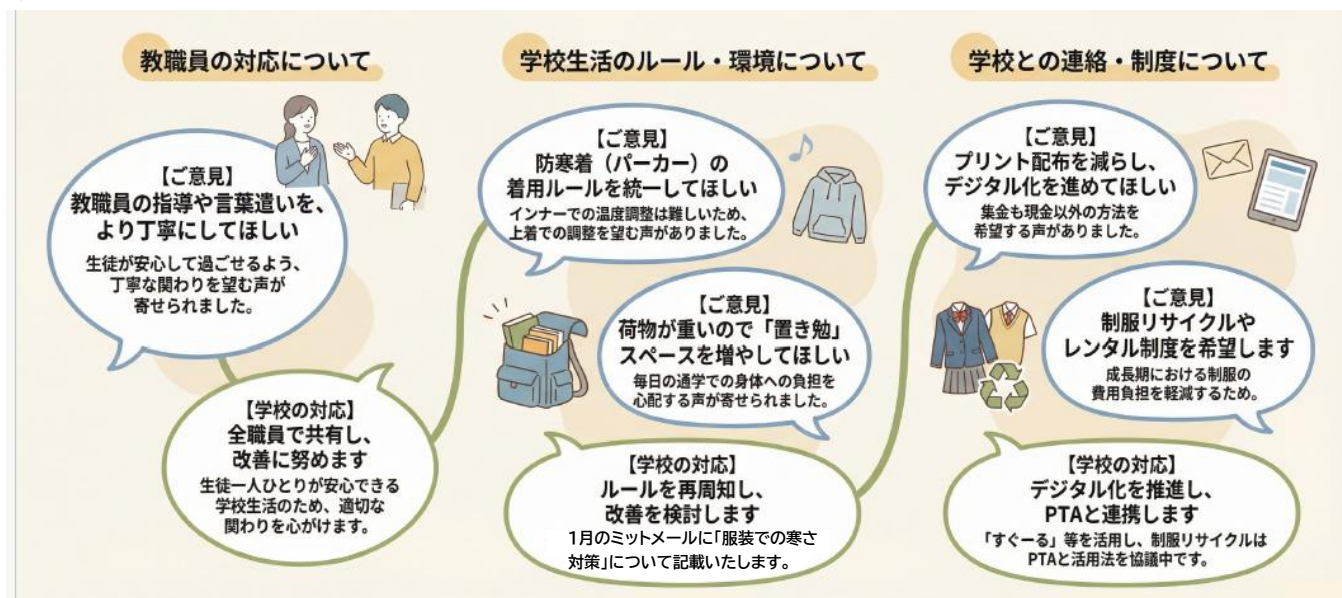 教職員の対応について
【ご意見】
教職員の指導や言葉遣いを、
より丁寧にしてほしい
生徒が安心して過ごせるよう、
丁寧な関わりを望む声が
寄せられました。
【学校の対応】
全職員で共有し、
改善に努めます
生徒一人ひとりが安心できる
学校生活のため、適切な
関わりを心がけます。
学校生活のルール・環境について
【ご意見】
防寒着（パーカー）の
着用ルールを統一してほしい
インナーでの温度調整は難しいため、
上着での調整を望む声がありました。
【ご意見】
荷物が重いので「置き勉」
スペースを増やしてほしい
毎日の通学での身体への負担を
心配する声が寄せられました。
【学校の対応】
ルールを再周知し、
改善を検討します
1月のミットメールに「服装での寒さ
対策」について記載いたします。
学校との連絡・制度について
【ご意見】
プリント配布を減らし、
デジタル化を進めてほしい
集金も現金以外の方法を
希望する声がありました。
【ご意見】
制服リサイクルや
レンタル制度を希望します
成長期における制服の
費用負担を軽減するため。
【学校の対応】
デジタル化を推進し、
PTAと連携します
「すぐーる」等を活用し、制服リサイクルは
PTAと活用法を協議中です。